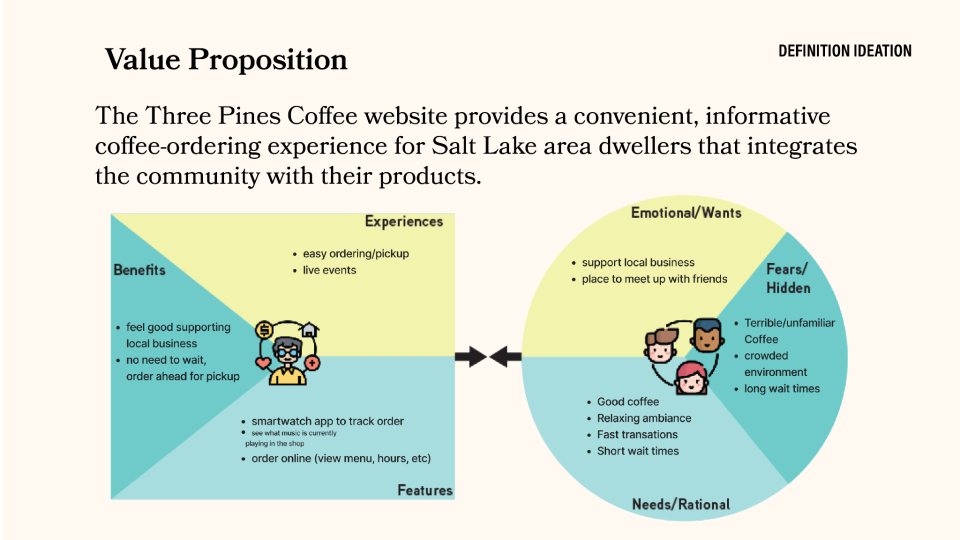 Value Proposition
DEFINITION IDEATION
The Three Pines Coffee website provides a convenient, informative
coffee-ordering experience for Salt Lake area dwellers that integrates
the community with their products.
Experiences
• easy ordering/pickup
• live events
Benefits
• feel good supporting
local business
• no need to wait,
order ahead for pickup
$
• smartwatch app to track order
• see what music is currently
playing in the shop
• order online (view menu, hours, etc)
Features
Emotional/Wants
• support local business
• place to meet up with friends
Fears/
Hidden
• Terrible/unfamiliar
Coffee
• crowded
environment
• long wait times
• Good coffee
• Relaxing ambiance
• Fast transations
• Short wait times
Needs/Rational